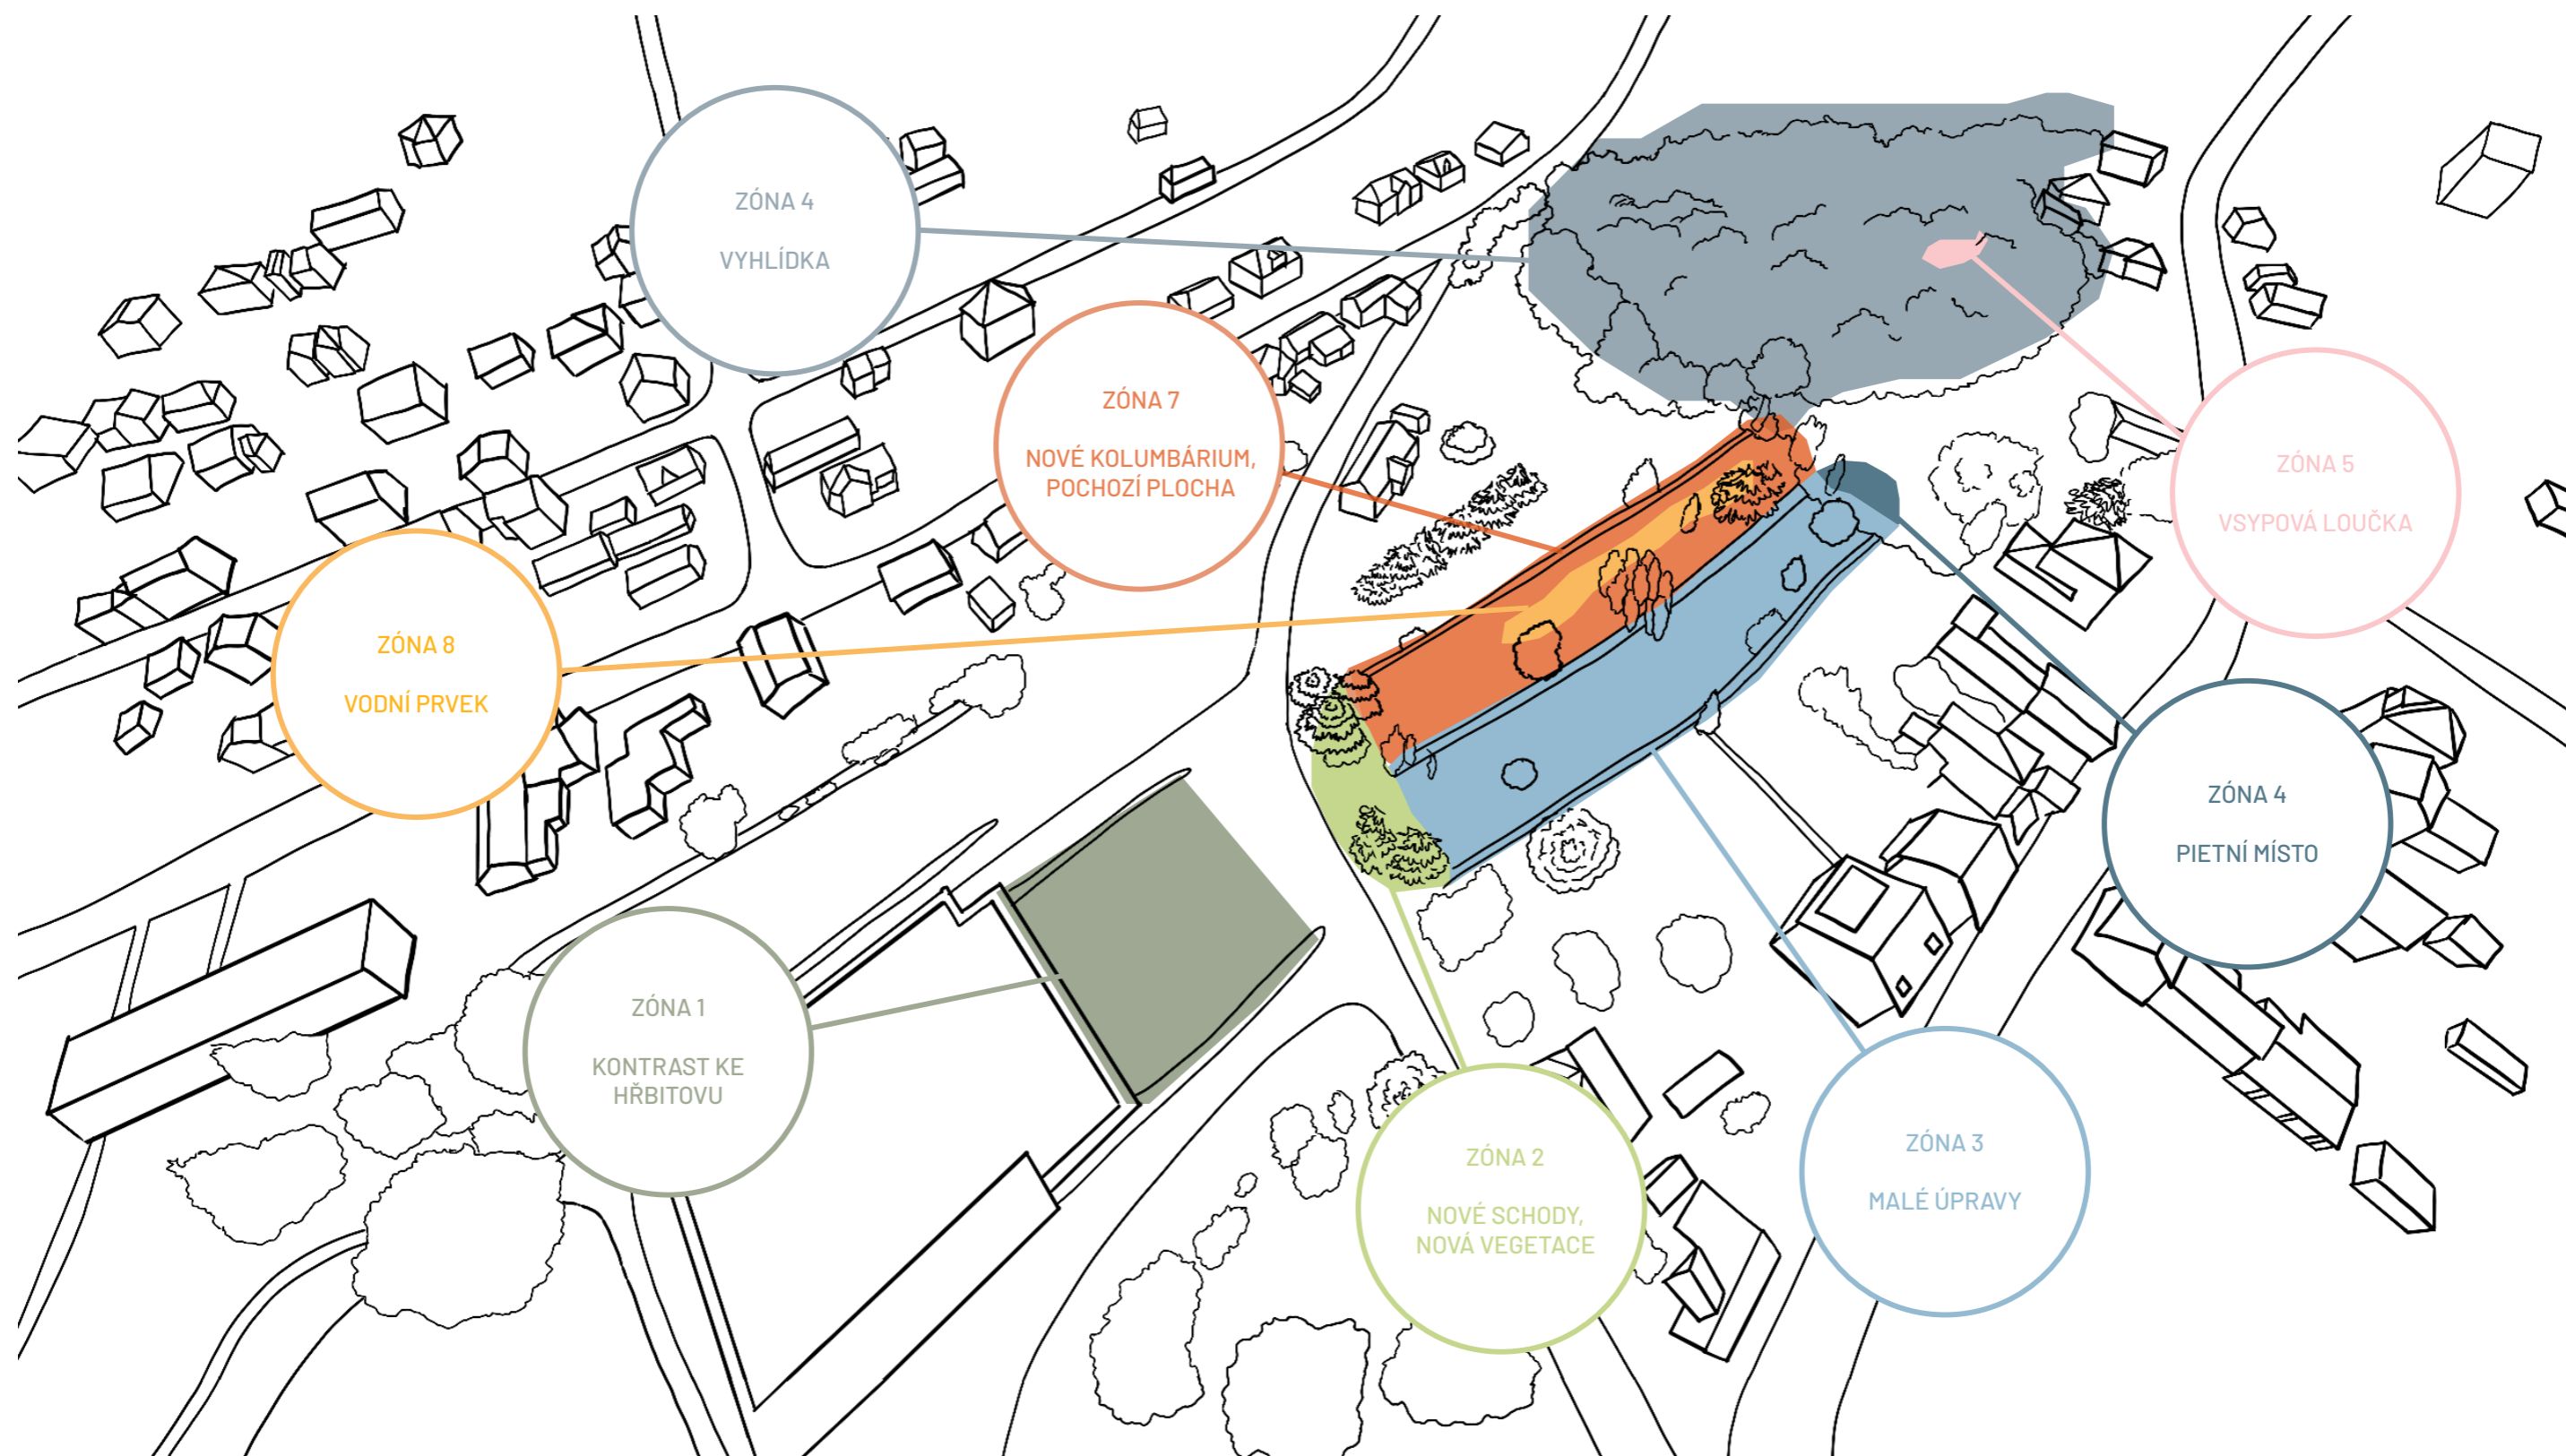 ZÓNA 4
VYHLÍDKA
ZÓNA 7
NOVÉ KOLUMBÁRIUM,
POCHOZÍ PLOCHA
ZÓNA 5
VSYPOVÁ LOUČKA
ZÓNA 8
VODNÍ PRVEK
ZÓNA 4
PIETNÍ MÍSTO
ZÓNA 1
KONTRAST KE
HŘBITOVU
ZÓNA 2
NOVÉ SCHODY,
NOVÁ VEGETACE
ZÓNA 3
MALÉ ÚPRAVY